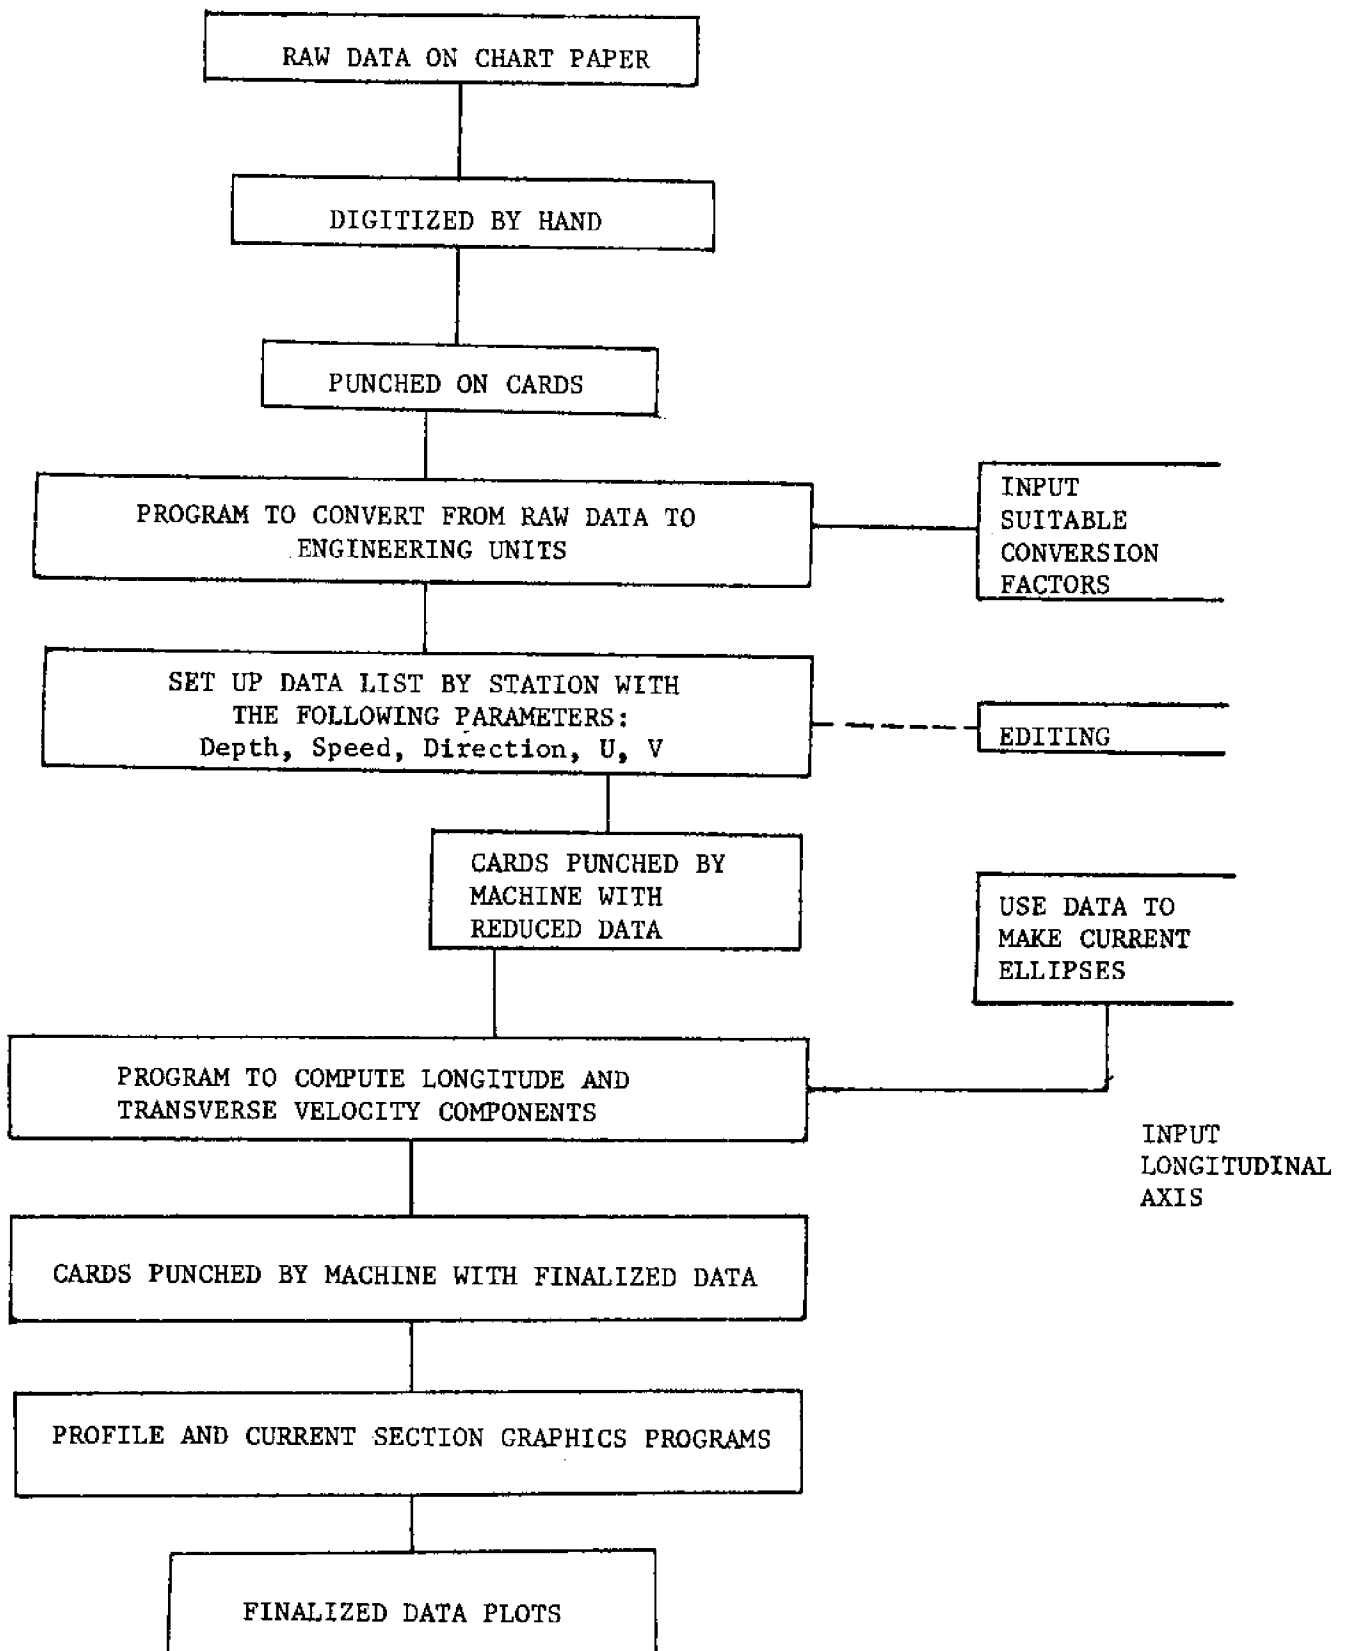 RAW DATA ON CHART PAPER
DIGITIZED BY HAND
PUNCHED ON CARDS
PROGRAM TO CONVERT FROM RAW DATA TO
ENGINEERING UNITS
INPUT
SUITABLE
CONVERSION
FACTORS
SET UP DATA LIST BY STATION WITH
THE FOLLOWING PARAMETERS:
Depth, Speed, Direction, U, V
EDITING
CARDS PUNCHED BY
MACHINE WITH
REDUCED DATA
USE DATA TO
MAKE CURRENT
ELLIPSES
PROGRAM TO COMPUTE LONGITUDE AND
TRANSVERSE VELOCITY COMPONENTS
INPUT
LONGITUDINAL
AXIS
CARDS PUNCHED BY MACHINE WITH FINALIZED DATA
PROFILE AND CURRENT SECTION GRAPHICS PROGRAMS
FINALIZED DATA PLOTS